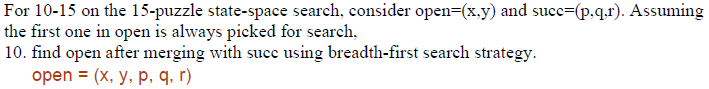 For 10-15 on the 15-puzzle state-space search, consider open=(x,y) and succ=(p,q,r). Assuming
the first one in open is always picked for search,
10. find open after merging with succ using breadth-first search strategy.
open = (x, y, p, q, r)